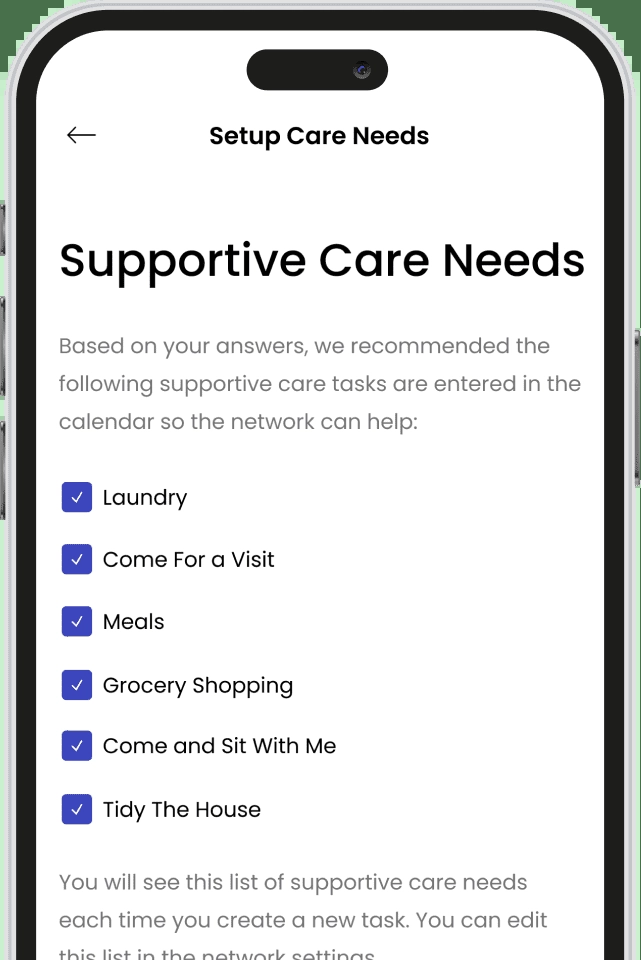 Setup Care Needs
Supportive Care Needs
Based on your answers, we recommended the
following supportive care tasks are entered in the
calendar so the network can help:
Laundry
Come For a Visit
Meals
Grocery Shopping
Come and Sit With Me
Tidy The House
You will see this list of supportive care needs
each time you create a new task. You can edit
this list in the network settings